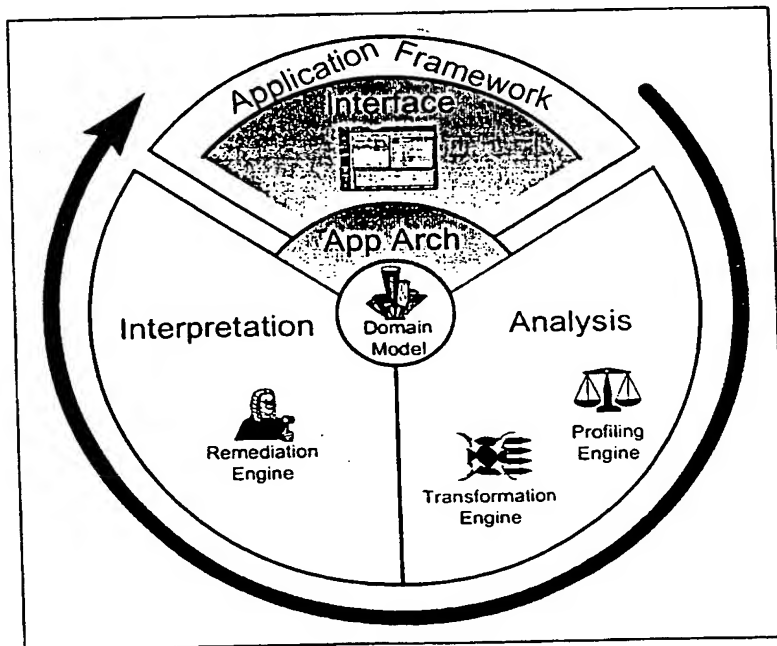 Application Framework
Interface
App Arch
Domain
Model
Interpretation
Analysis
Remediation
Engine
Profiling
Engine
Transformation
Engine